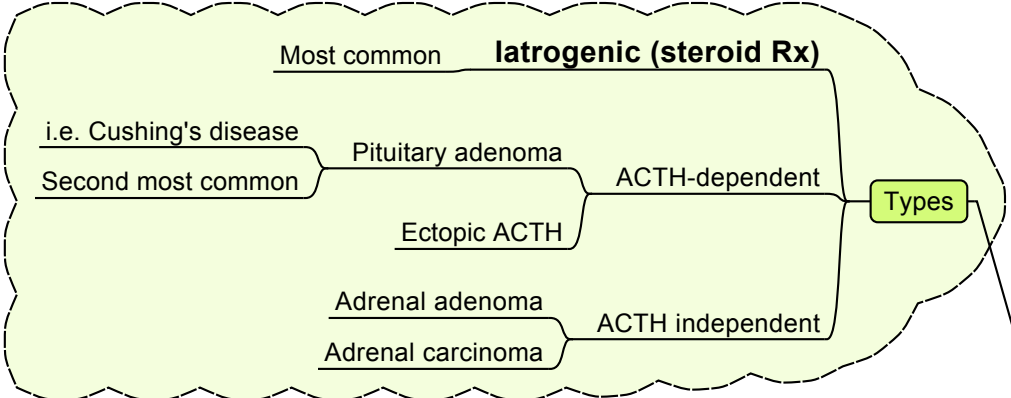 Most common
Iatrogenic (steroid Rx)
i.e. Cushing's disease
Second most common
Pituitary adenoma
ACTH-dependent
Ectopic ACTH
Types
Adrenal adenoma
Adrenal carcinoma
ACTH independent